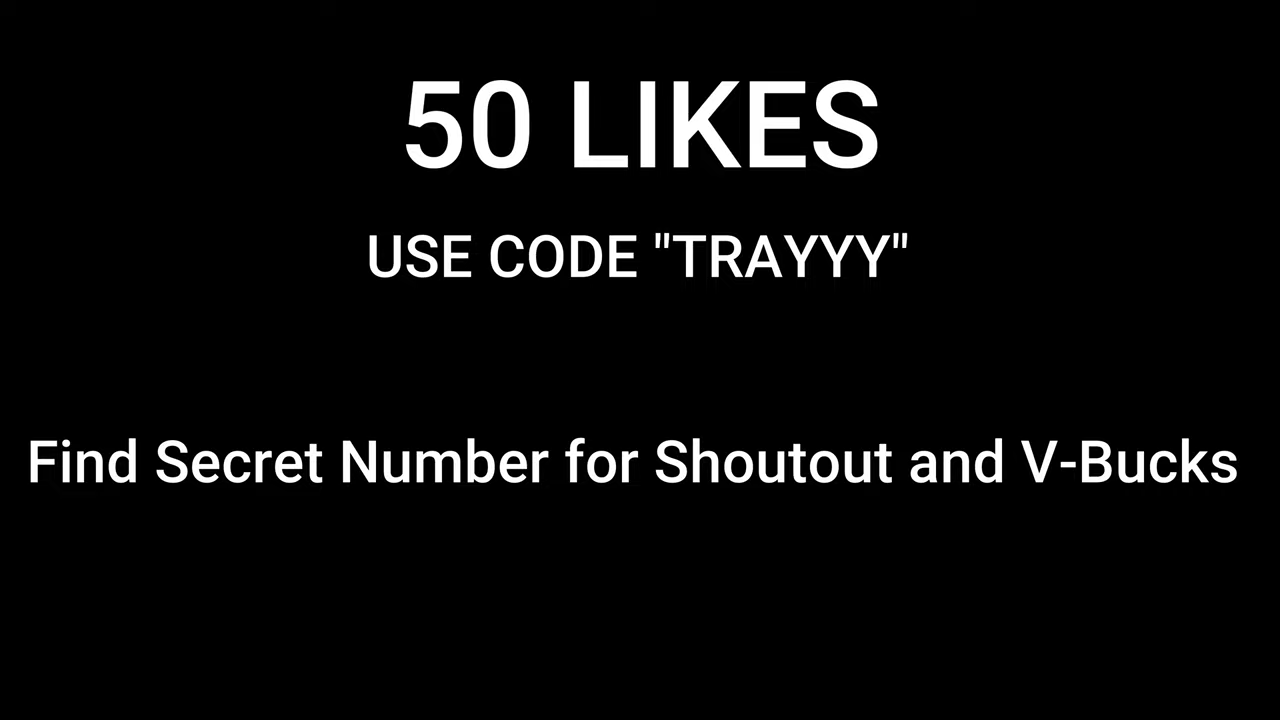 50 LIKES
USE CODE "TRAYYY"
Find Secret Number for Shoutout and V-Bucks